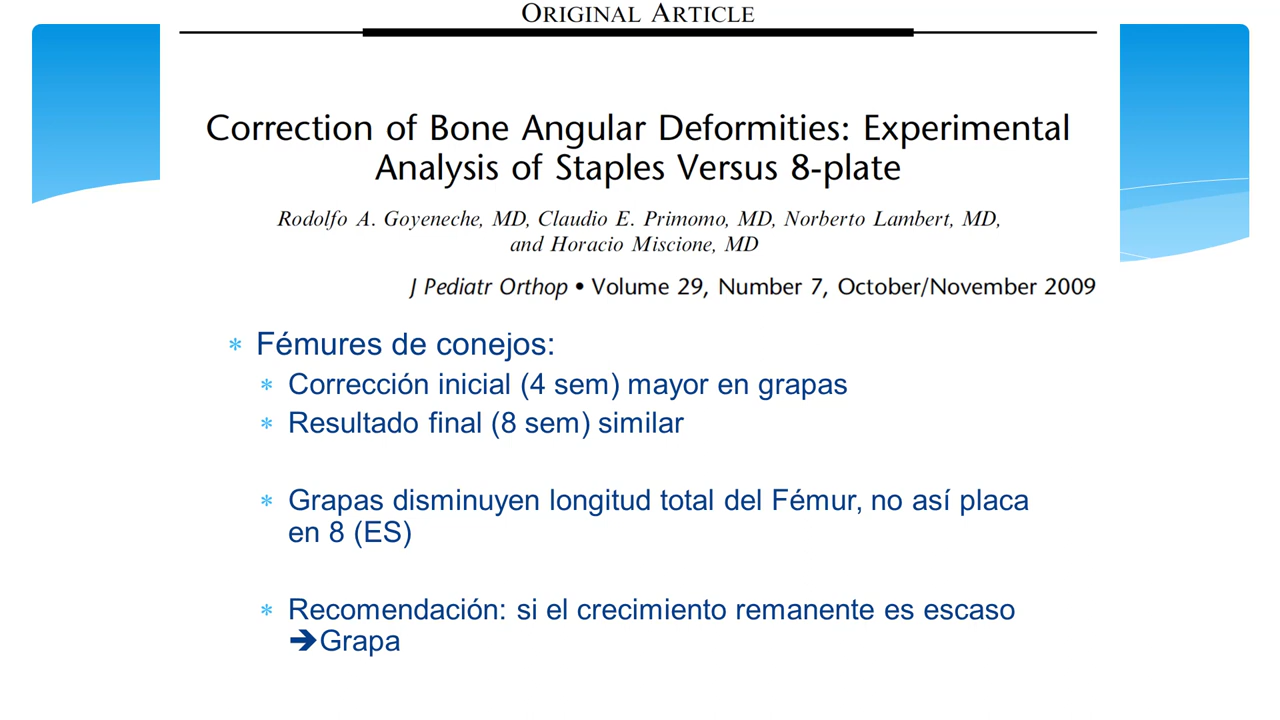 ORIGINAL ARTICLE
Correction of Bone Angular Deformities: Experimental
Analysis of Staples Versus 8-plate
Rodolfo A. Goyeneche, MD, Claudio E. Primomo, MD, Norberto Lambert, MD,
and Horacio Miscione, MD
J Pediatr Orthop • Volume 29, Number 7, October/November 2009
* Fémures de conejos:
* Corrección inicial (4 sem) mayor en grapas
* Resultado final (8 sem) similar
* Grapas disminuyen longitud total del Fémur, no así placa
en 8 (ES)
* Recomendación: si el crecimiento remanente es escaso
➔Grapa